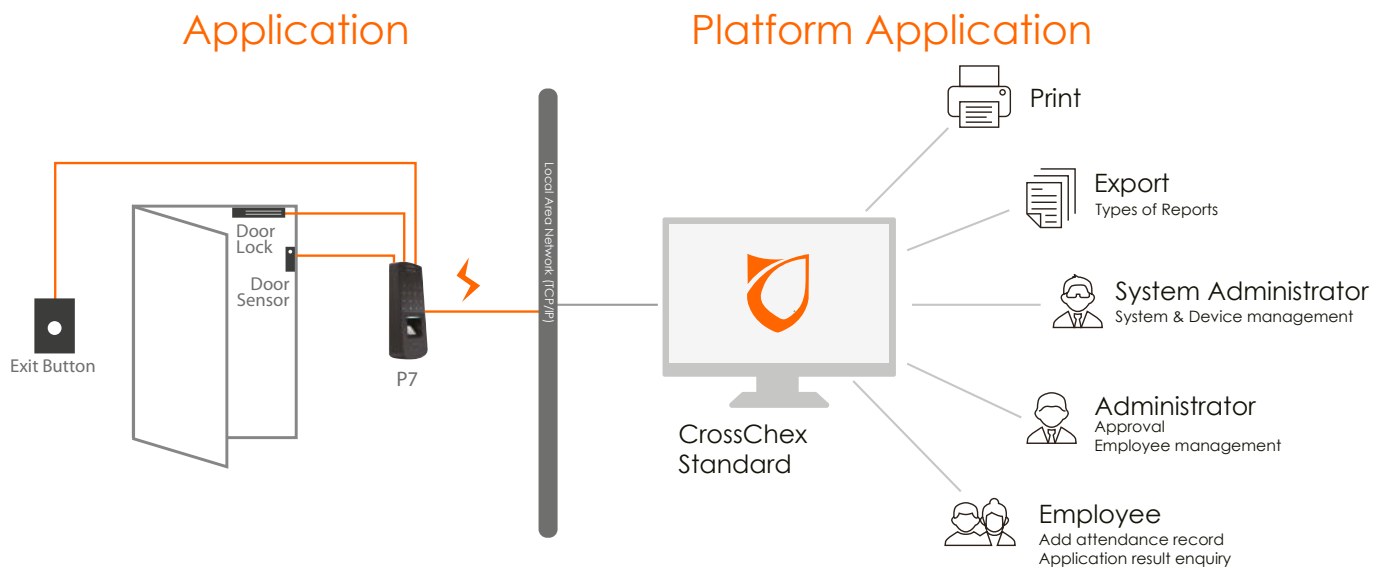 Application
Platform Application
Print
Export
Types of Reports
Local Area Network (TCP/IP)
Door
Lock
Door
Sensor
Exit Button
P7
System Administrator
System & Device management
CrossChex
Standard
Administrator
Approval
Employee management
Employee
Add attendance record
Application result enquiry